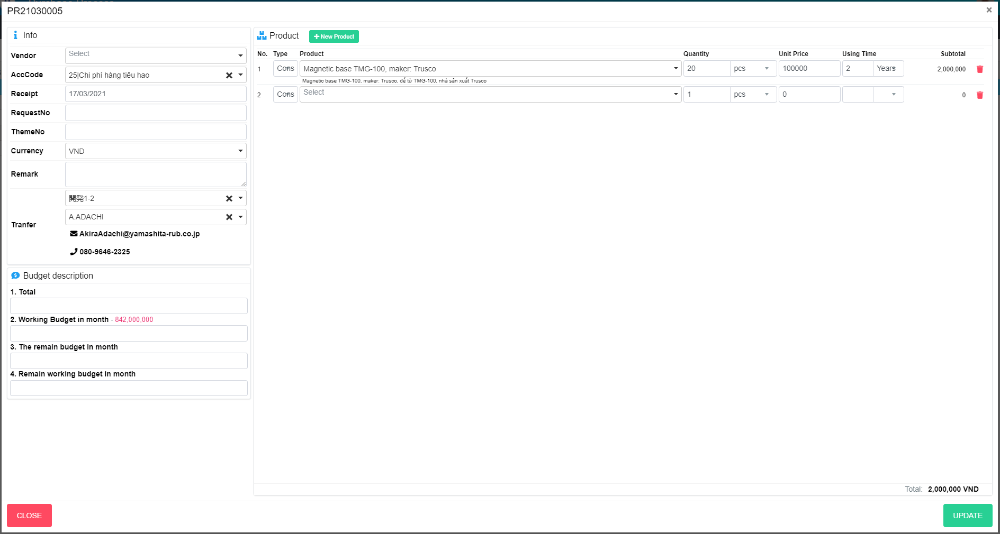 PR21030005
×
Info
Vendor Select
AccCode 25|Chi phí hàng tiêu hao
Receipt 17/03/2021
RequestNo
ThemeNo
Currency VND
Remark
開発1-2
Tranfer
A.ADACHI
AkiraAdachi@yamashita-rub.co.jp
080-9646-2325
Budget description
1. Total
2. Working Budget in month - 842,000,000
3. The remain budget in month
4. Remain working budget in month
Product + New Product
No. Type Product Quantity Unit Price Using Time Subtotal
1 Cons Magnetic base TMG-100, maker: Trusco 20 pcs 100000 2 Years 2,000,000
Magnetic base TMG-100, maker: Trusco, đế từ TMG-100, nhà sản xuất Trusco
2 Cons Select 1 pcs 0 0
Total: 2,000,000 VND
CLOSE
UPDATE